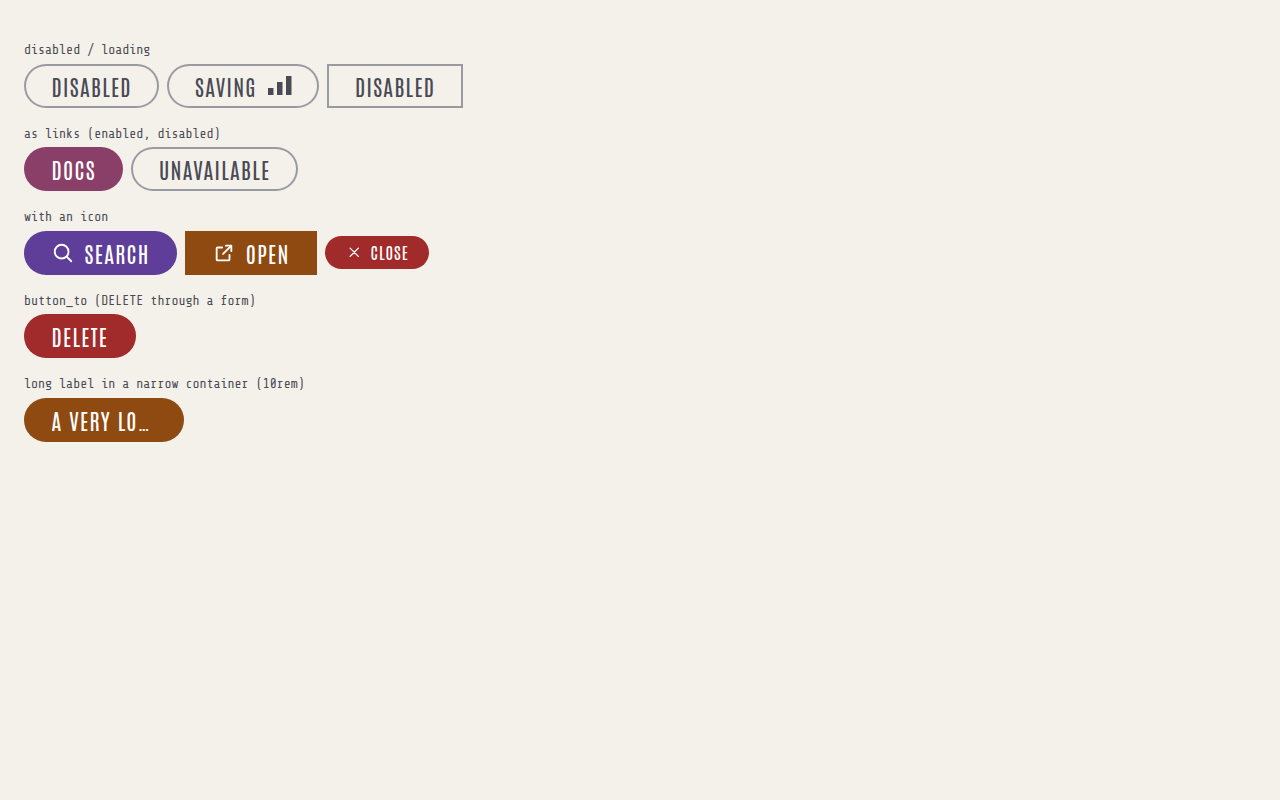 disabled / loading
DISABLED SAVING DISABLED
as links (enabled, disabled)
DOCS UNAVAILABLE
with an icon
SEARCH OPEN CLOSE
button_to (DELETE through a form)
DELETE
long label in a narrow container (10rem)
A VERY LO…